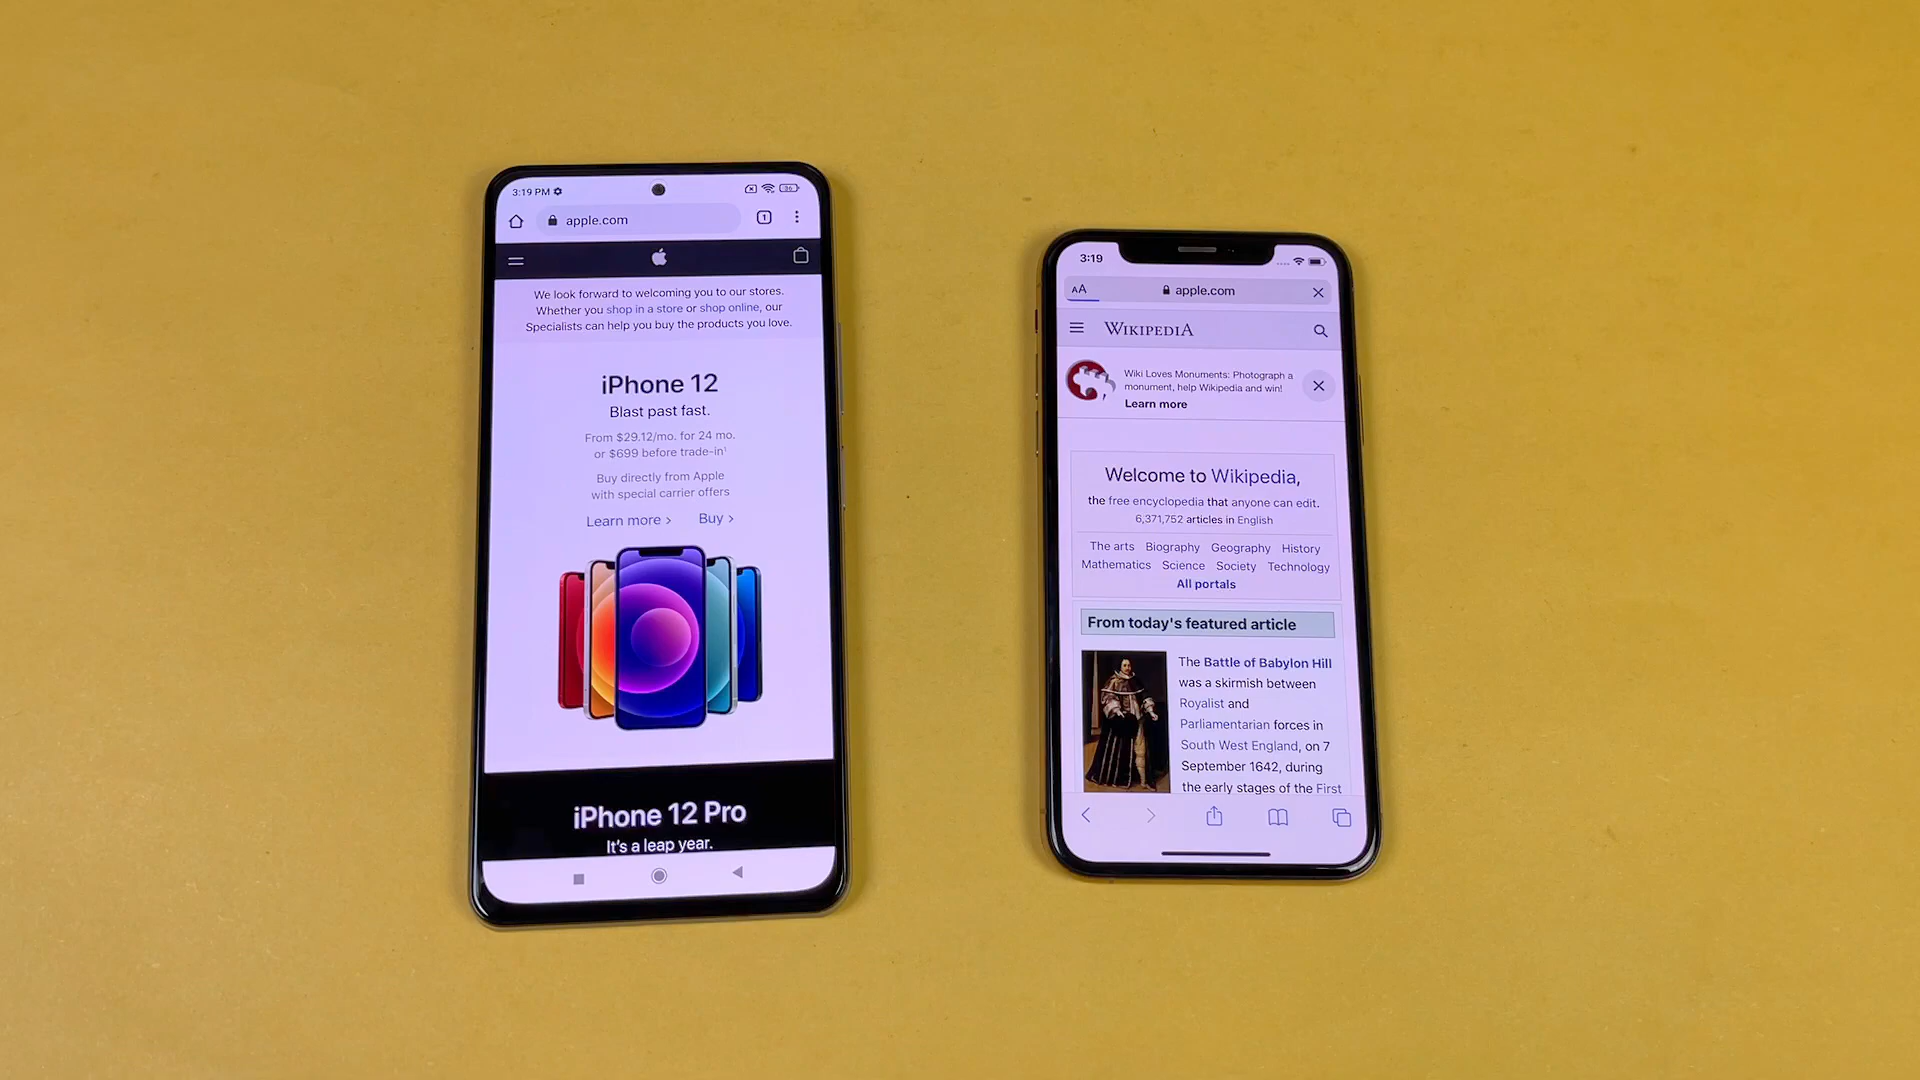 3:19 PM
36
apple.com
1
We look forward to welcoming you to our stores.
Whether you shop in a store or shop online, our
Specialists can help you buy the products you love.
iPhone 12
Blast past fast.
From $29.12/mo. for 24 mo.
or $699 before trade-in¹
Buy directly from Apple
with special carrier offers
Learn more >
Buy >
iPhone 12 Pro
It's a leap year.
3:19
AA
apple.com
WIKIPEDIA
Wiki Loves Monuments: Photograph a
monument, help Wikipedia and win!
Learn more
Welcome to Wikipedia,
the free encyclopedia that anyone can edit.
6,371,752 articles in English
The arts Biography Geography History
Mathematics Science Society Technology
All portals
From today's featured article
The Battle of Babylon Hill
was a skirmish between
Royalist and
Parliamentarian forces in
South West England, on 7
September 1642, during
the early stages of the First